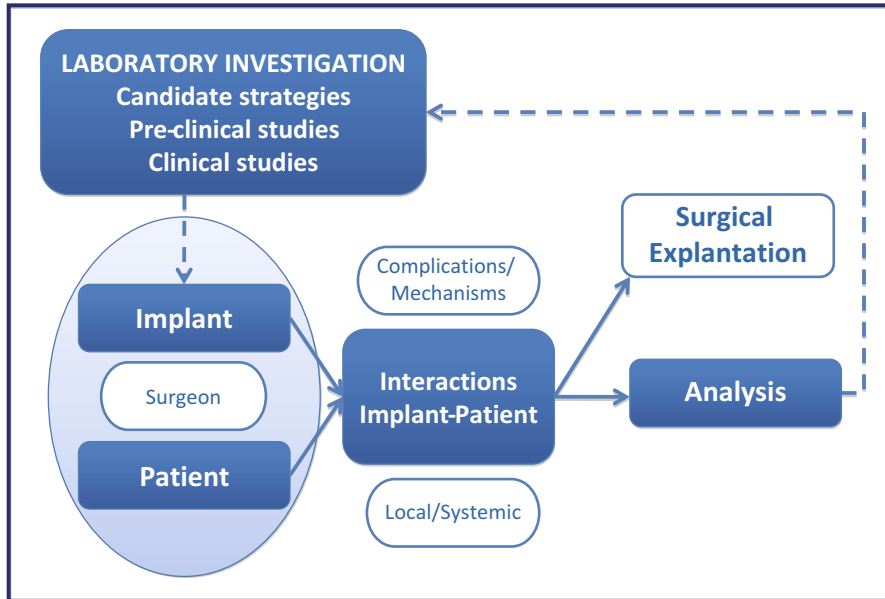 LABORATORY INVESTIGATION
Candidate strategies
Pre-clinical studies
Clinical studies
Surgical
Explantation
Complications/
Mechanisms
Implant
Surgeon
Patient
Interactions
Implant-Patient
Analysis
Local/Systemic